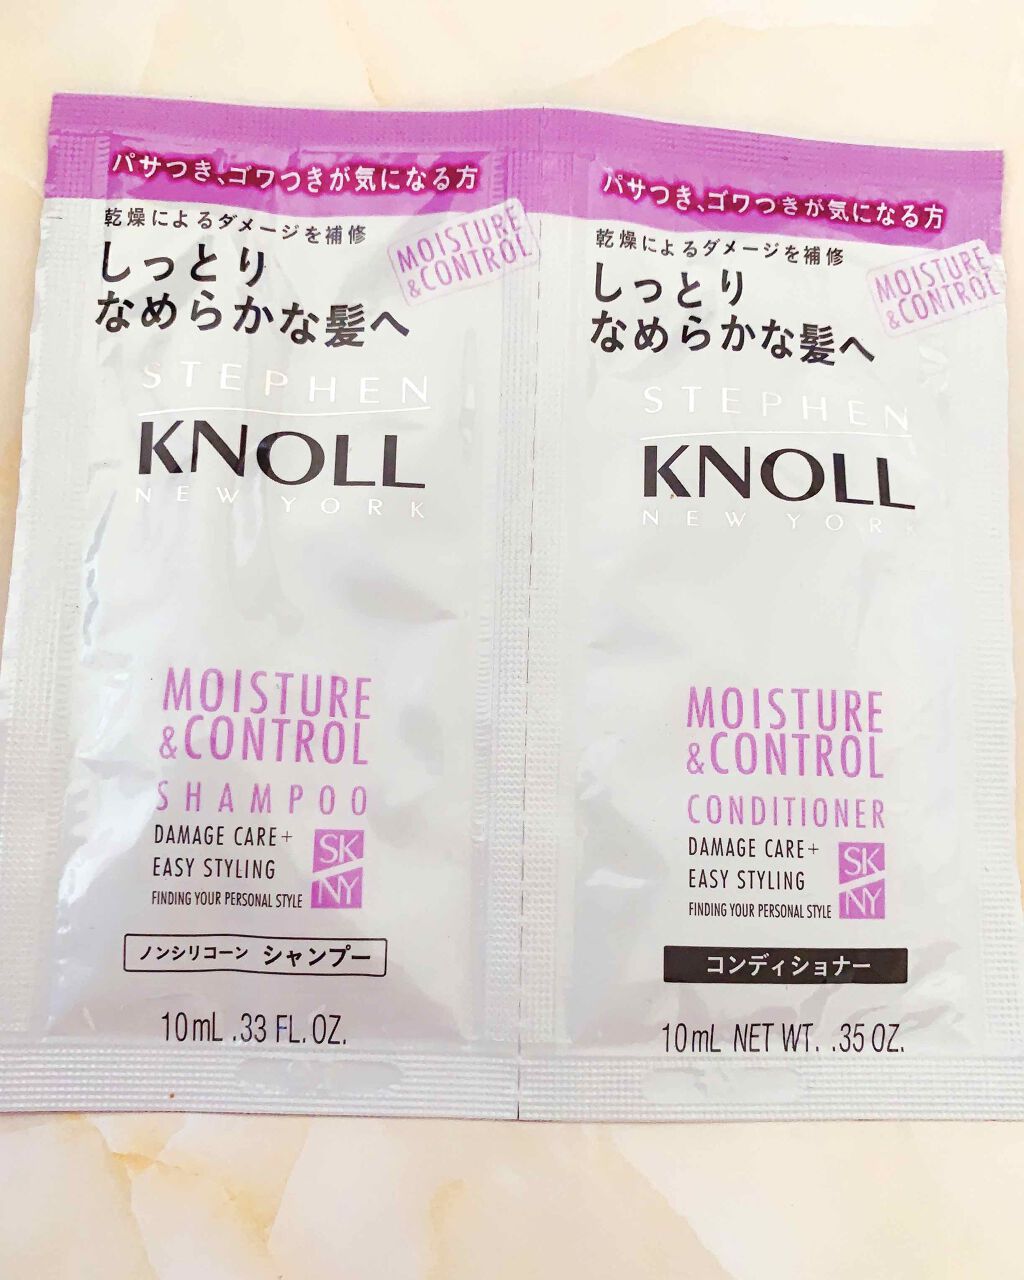 パサつき、ゴワつきが気になる方
乾燥によるダメージを補修
しっとり
なめらかな髪へ
MOISTURE
&CONTROL
STEPHEN
KNOLL
NEW YORK
MOISTURE
&CONTROL
SHAMPOO
DAMAGE CARE+
EASY STYLING
FINDING YOUR PERSONAL STYLE
SK
NY
ノンシリコーン シャンプー
10mL .33 FL. OZ.
パサつき、ゴワつきが気になる方
乾燥によるダメージを補修
しっとり
なめらかな髪へ
MOISTURE
&CONTROL
STEPHEN
KNOLL
NEW YORK
MOISTURE
&CONTROL
CONDITIONER
DAMAGE CARE+
EASY STYLING
FINDING YOUR PERSONAL STYLE
SK
NY
コンディショナー
10mL NET WT. .35 OZ.